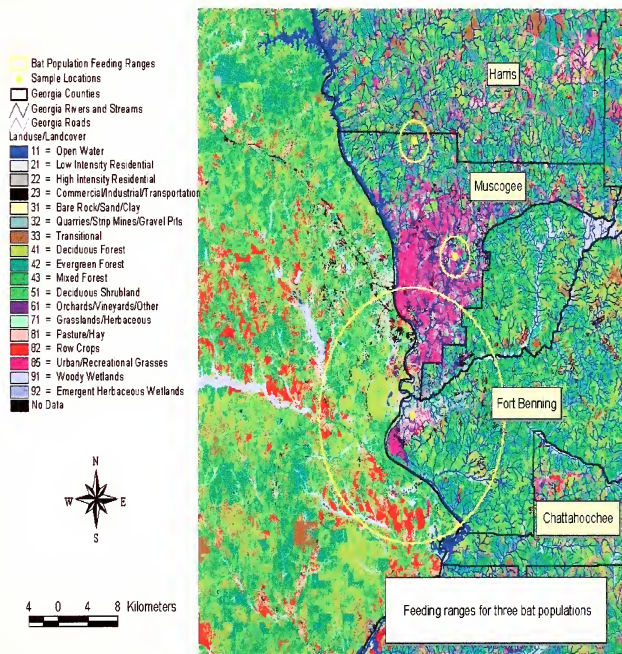 Bat Population Feeding Ranges
Sample Locations
Georgia Counties
Georgia Rivers and Streams
Georgia Roads
Landuse/Landcover
11 = Open Water
21 = Low Intensity Residential
22 = High Intensity Residential
23 = Commercial/Industrial/Transportation
31 = Bare Rock/Sand/Clay
32 = Quarries/Strip Mines/Gravel Pits
33 = Transitional
41 = Deciduous Forest
42 = Evergreen Forest
43 = Mixed Forest
51 = Deciduous Shrubland
61 = Orchards/Vineyards/Other
71 = Grasslands/Herbaceous
81 = Pasture/Hay
82 = Row Crops
85 = Urban/Recreational Grasses
91 = Woody Wetlands
92 = Emergent Herbaceous Wetlands
No Data
N
W E
S
4 0 4 8 Kilometers
Harris
Muscogee
Fort Benning
Chattahoochee
Feeding ranges for three bat populations